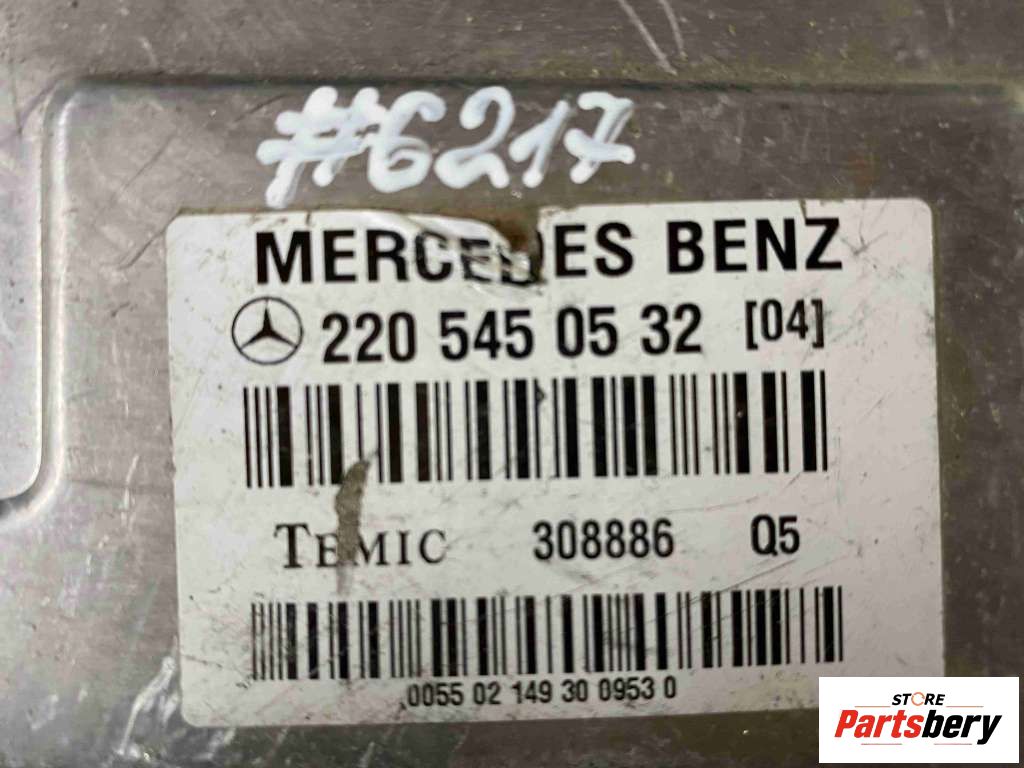 #6217
MERCEDES BENZ
220 545 05 32 [04]
TEMIC 308886 Q5
0055 02 149 30 0953 0
STORE
Partsbery